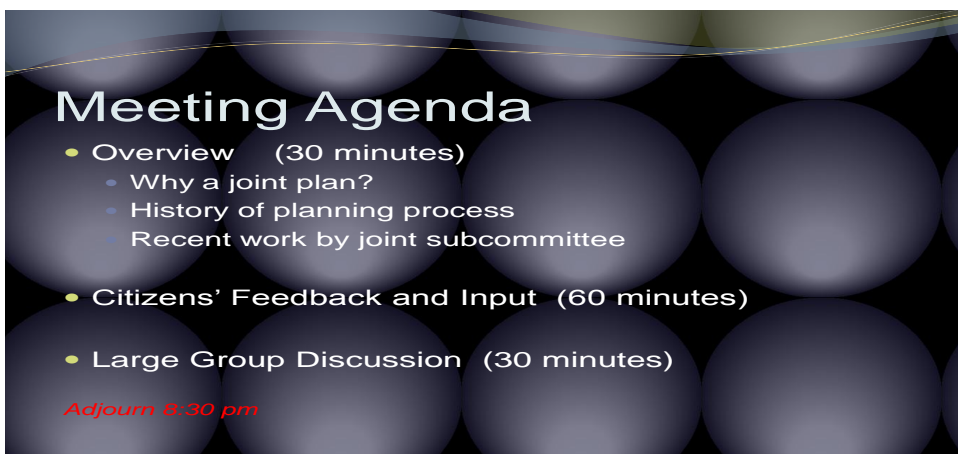 Meeting Agenda
Overview (30 minutes)
Why a joint plan?
History of planning process
Recent work by joint subcommittee
Citizens’ Feedback and Input (60 minutes)
Large Group Discussion (30 minutes)
Adjourn 8:30 pm